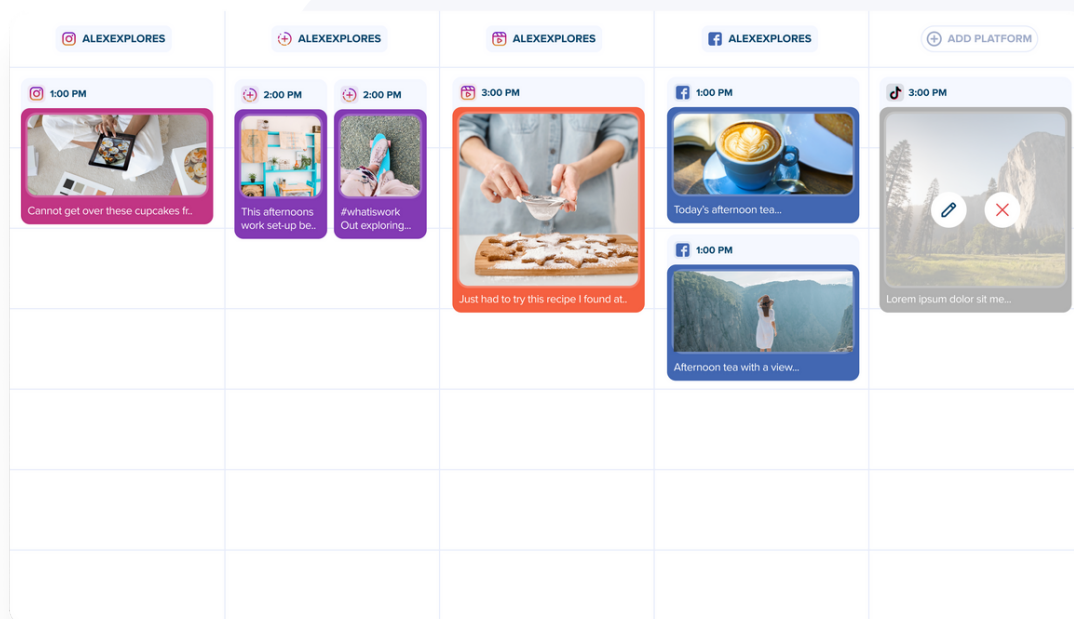 ALEXEXPLORES
ALEXEXPLORES
ALEXEXPLORES
ALEXEXPLORES
ADD PLATFORM
1:00 PM
Cannot get over these cupcakes fr..
2:00 PM
This afternoons
work set-up be..
2:00 PM
#whatiswork
Out exploring...
3:00 PM
Just had to try this recipe I found at..
1:00 PM
Today's afternoon tea...
1:00 PM
Afternoon tea with a view...
3:00 PM
Lorem ipsum dolor sit me...